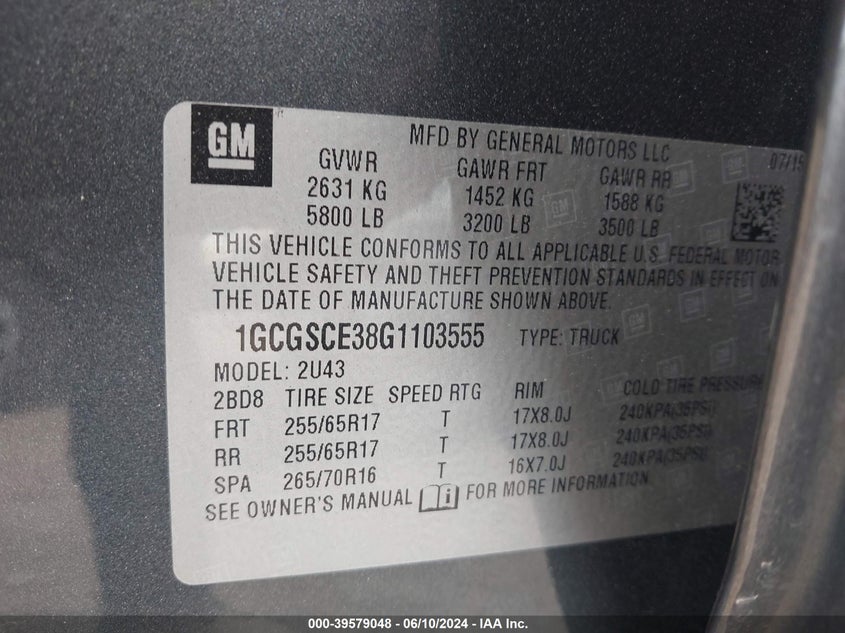 GM
MFD BY GENERAL MOTORS LLC
07/15
GVWR GAWR FRT GAWR RR
2631 KG 1452 KG 1588 KG
5800 LB 3200 LB 3500 LB
THIS VEHICLE CONFORMS TO ALL APPLICABLE U.S. FEDERAL MOTOR
VEHICLE SAFETY AND THEFT PREVENTION STANDARDS IN EFFECT ON
THE DATE OF MANUFACTURE SHOWN ABOVE.
1GCGSCE38G1103555 TYPE: TRUCK
MODEL: 2U43
2BD8 TIRE SIZE SPEED RTG RIM COLD TIRE PRESSURE
FRT 255/65R17 T 17X8.0J 240KPA(35PSI)
RR 255/65R17 T 17X8.0J 240KPA(35PSI)
SPA 265/70R16 T 16X7.0J 240KPA(35PSI)
SEE OWNER'S MANUAL FOR MORE INFORMATION
000-39579048 - 06/10/2024 - IAA Inc.